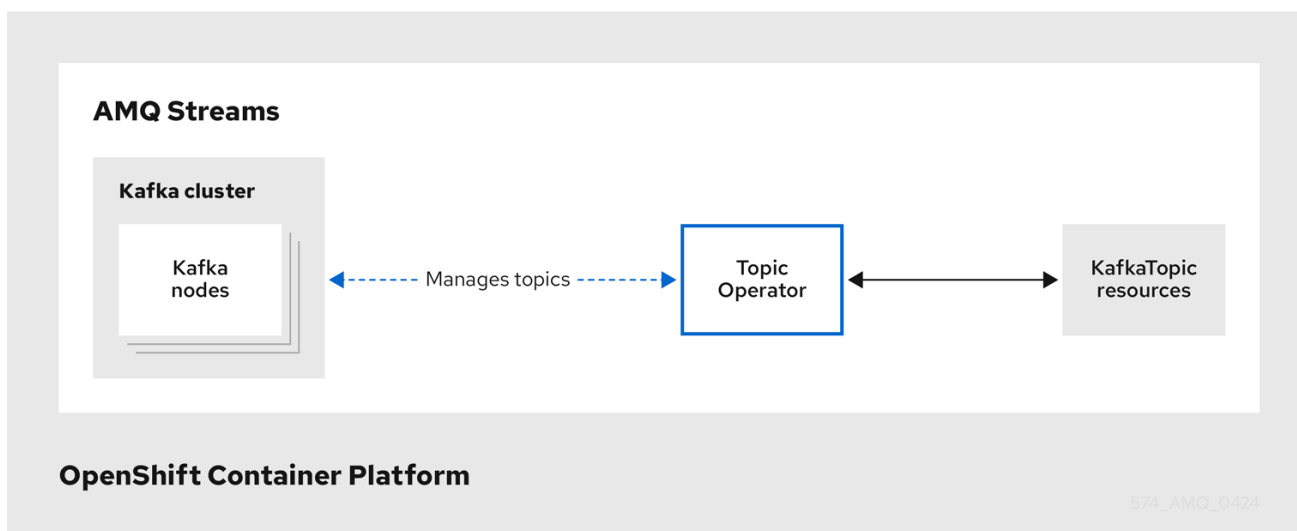 AMQ Streams
Kafka cluster
Kafka
nodes
Manages topics
Topic
Operator
KafkaTopic
resources
OpenShift Container Platform
574_AMQ_0424